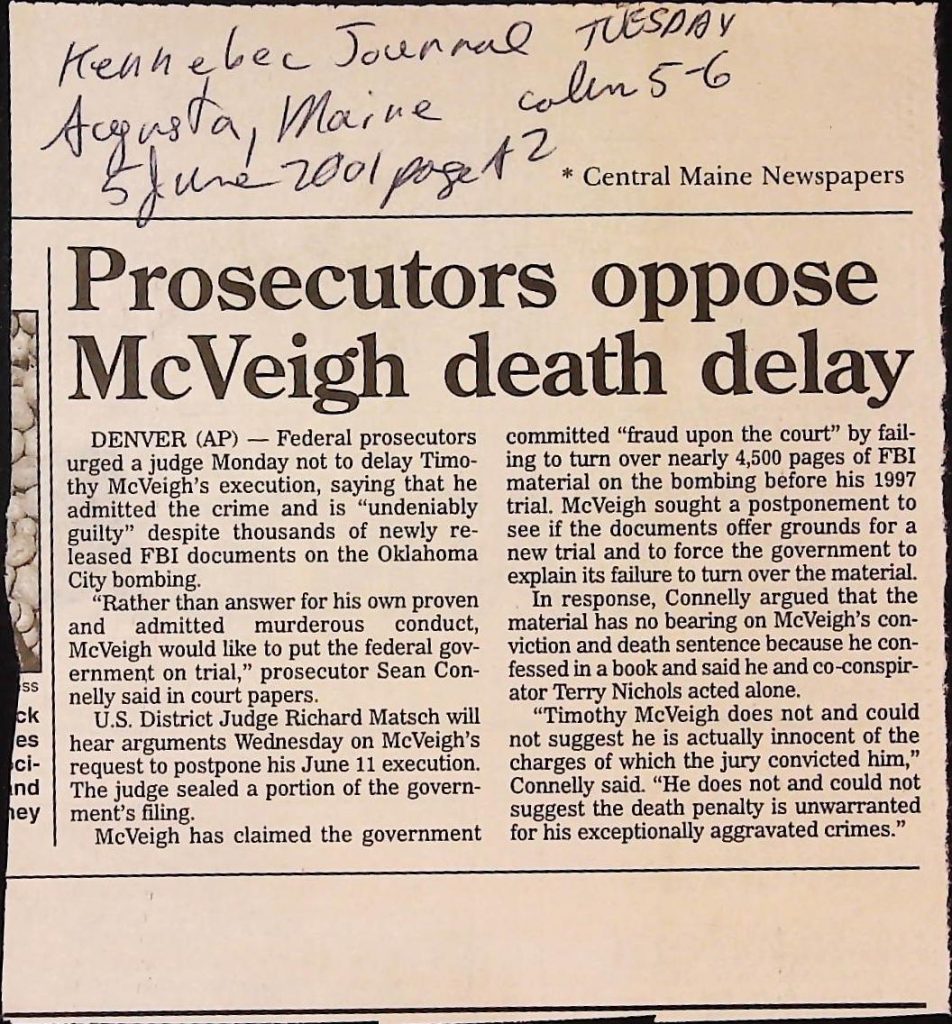 Kennebec Journal TUESDAY
Augusta, Maine colm 5-6
5 June 2001 page A2
* Central Maine Newspapers
Prosecutors oppose
McVeigh death delay
DENVER (AP) — Federal prosecutors
urged a judge Monday not to delay Timo-
thy McVeigh's execution, saying that he
admitted the crime and is “undeniably
guilty” despite thousands of newly re-
leased FBI documents on the Oklahoma
City bombing.
“Rather than answer for his own proven
and admitted murderous conduct,
McVeigh would like to put the federal gov-
ernment on trial,” prosecutor Sean Con-
nelly said in court papers.
U.S. District Judge Richard Matsch will
hear arguments Wednesday on McVeigh's
request to postpone his June 11 execution.
The judge sealed a portion of the govern-
ment's filing.
McVeigh has claimed the government
committed “fraud upon the court” by fail-
ing to turn over nearly 4,500 pages of FBI
material on the bombing before his 1997
trial. McVeigh sought a postponement to
see if the documents offer grounds for a
new trial and to force the government to
explain its failure to turn over the material.
In response, Connelly argued that the
material has no bearing on McVeigh's con-
viction and death sentence because he con-
fessed in a book and said he and co-conspir-
ator Terry Nichols acted alone.
“Timothy McVeigh does not and could
not suggest he is actually innocent of the
charges of which the jury convicted him,”
Connelly said. “He does not and could not
suggest the death penalty is unwarranted
for his exceptionally aggravated crimes.”
ss
ck
es
ci-
nd
ney